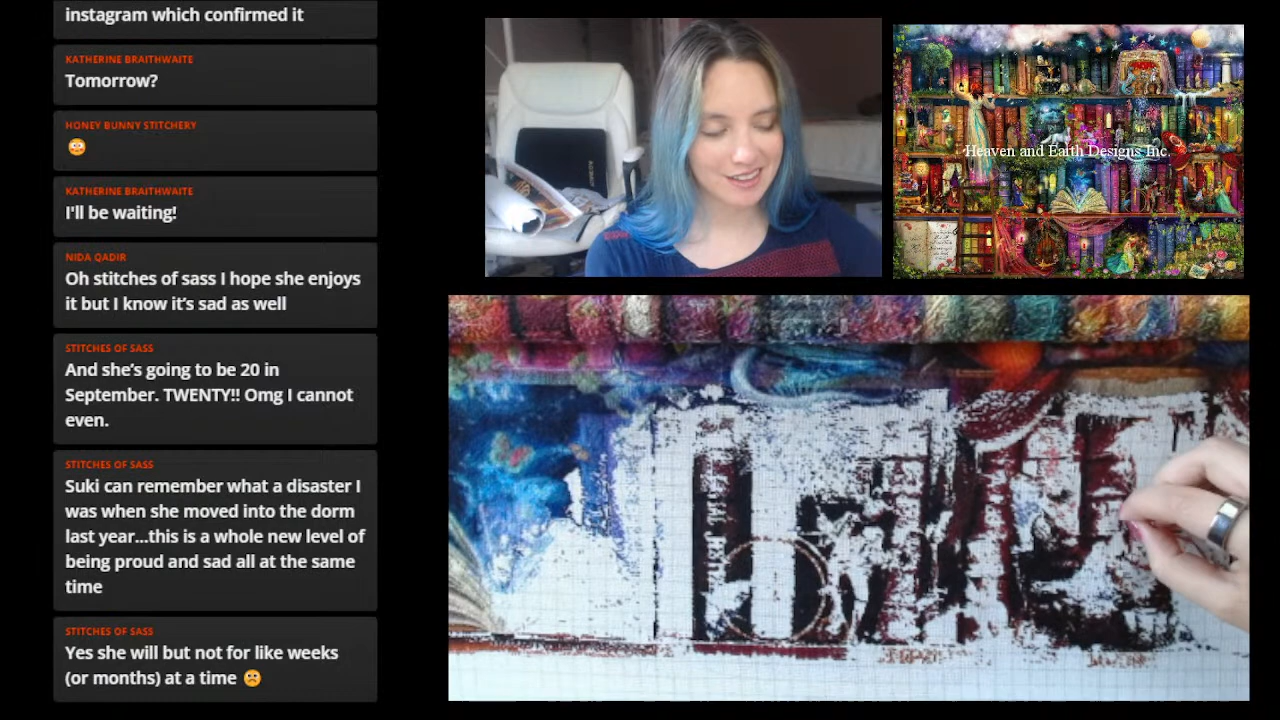 instagram which confirmed it
KATHERINE BRAITHWAITE
Tomorrow?
HONEY BUNNY STITCHERY
😳
KATHERINE BRAITHWAITE
I'll be waiting!
NIDA QADIR
Oh stitches of sass I hope she enjoys
it but I know it’s sad as well
STITCHES OF SASS
And she’s going to be 20 in
September. TWENTY!! Omg I cannot
even.
STITCHES OF SASS
Suki can remember what a disaster I
was when she moved into the dorm
last year...this is a whole new level of
being proud and sad all at the same
time
STITCHES OF SASS
Yes she will but not for like weeks
(or months) at a time 🙁
Heaven and Earth Designs Inc.